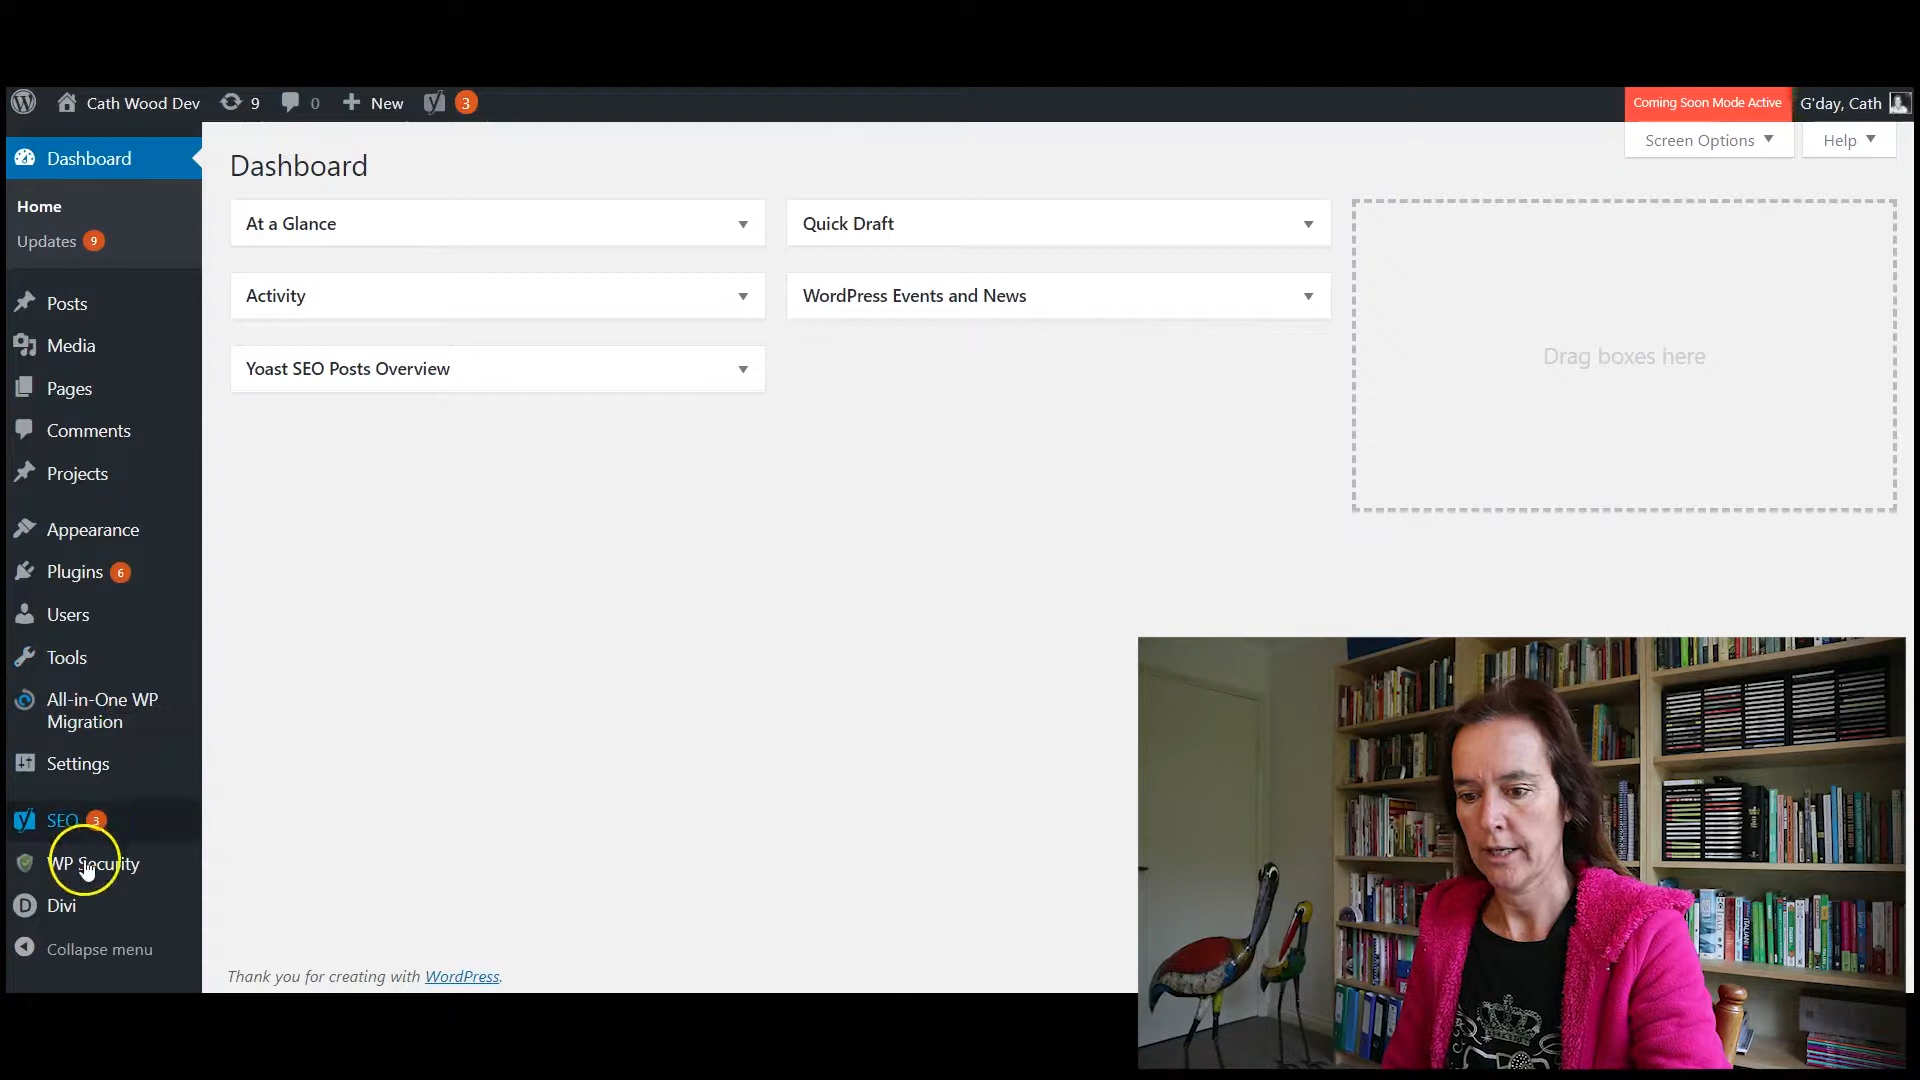 Cath Wood Dev
9
0
New
3
Coming Soon Mode Active
G'day, Cath
Screen Options
Help
Dashboard
Home
Updates 9
Posts
Media
Pages
Comments
Projects
Appearance
Plugins 6
Users
Tools
All-in-One WP
Migration
Settings
SEO 3
WP Security
Divi
Collapse menu
Dashboard
At a Glance
Quick Draft
Activity
WordPress Events and News
Yoast SEO Posts Overview
Drag boxes here
Thank you for creating with WordPress.